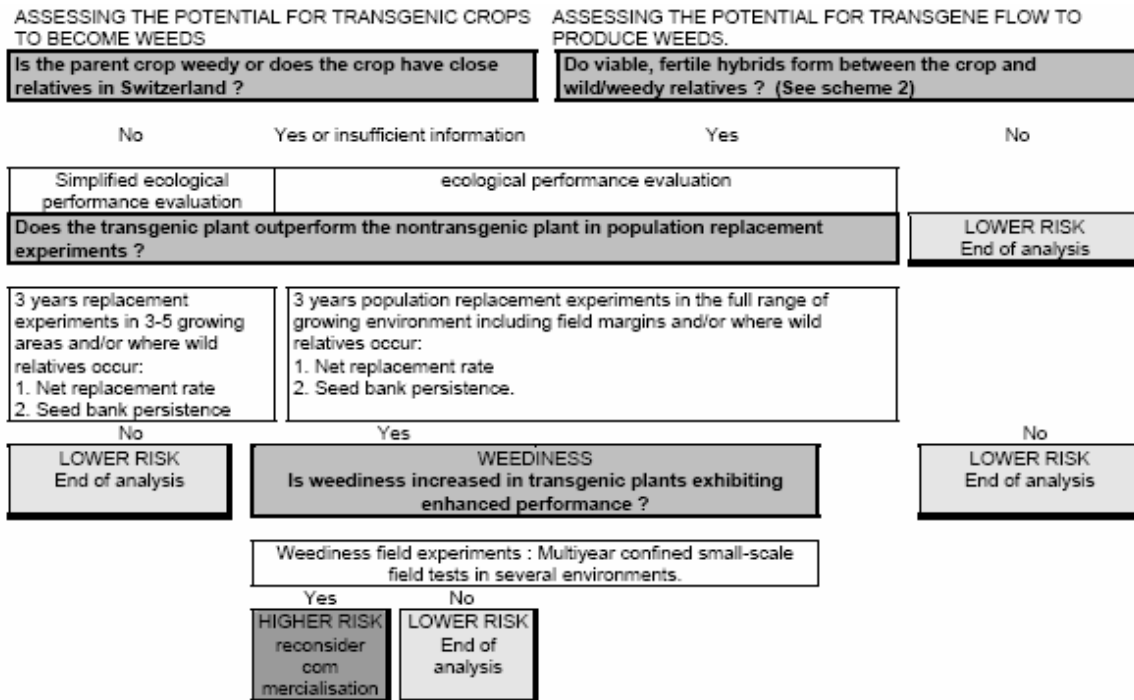 ASSESSING THE POTENTIAL FOR TRANSGENIC CROPS
TO BECOME WEEDS
ASSESSING THE POTENTIAL FOR TRANSGENE FLOW TO
PRODUCE WEEDS.
Is the parent crop weedy or does the crop have close
relatives in Switzerland ?
Do viable, fertile hybrids form between the crop and
wild/weedy relatives ? (See scheme 2)
No
Yes or insufficient information
Yes
No
Simplified ecological
performance evaluation
ecological performance evaluation
Does the transgenic plant outperform the nontransgenic plant in population replacement
experiments ?
LOWER RISK
End of analysis
3 years replacement
experiments in 3-5 growing
areas and/or where wild
relatives occur:
1. Net replacement rate
2. Seed bank persistence
3 years population replacement experiments in the full range of
growing environment including field margins and/or where wild
relatives occur:
1. Net replacement rate
2. Seed bank persistence.
No
Yes
No
LOWER RISK
End of analysis
WEEDINESS
Is weediness increased in transgenic plants exhibiting
enhanced performance ?
LOWER RISK
End of analysis
Weediness field experiments : Multiyear confined small-scale
field tests in several environments.
Yes
No
HIGHER RISK
reconsider
com
mercialisation
LOWER RISK
End of
analysis